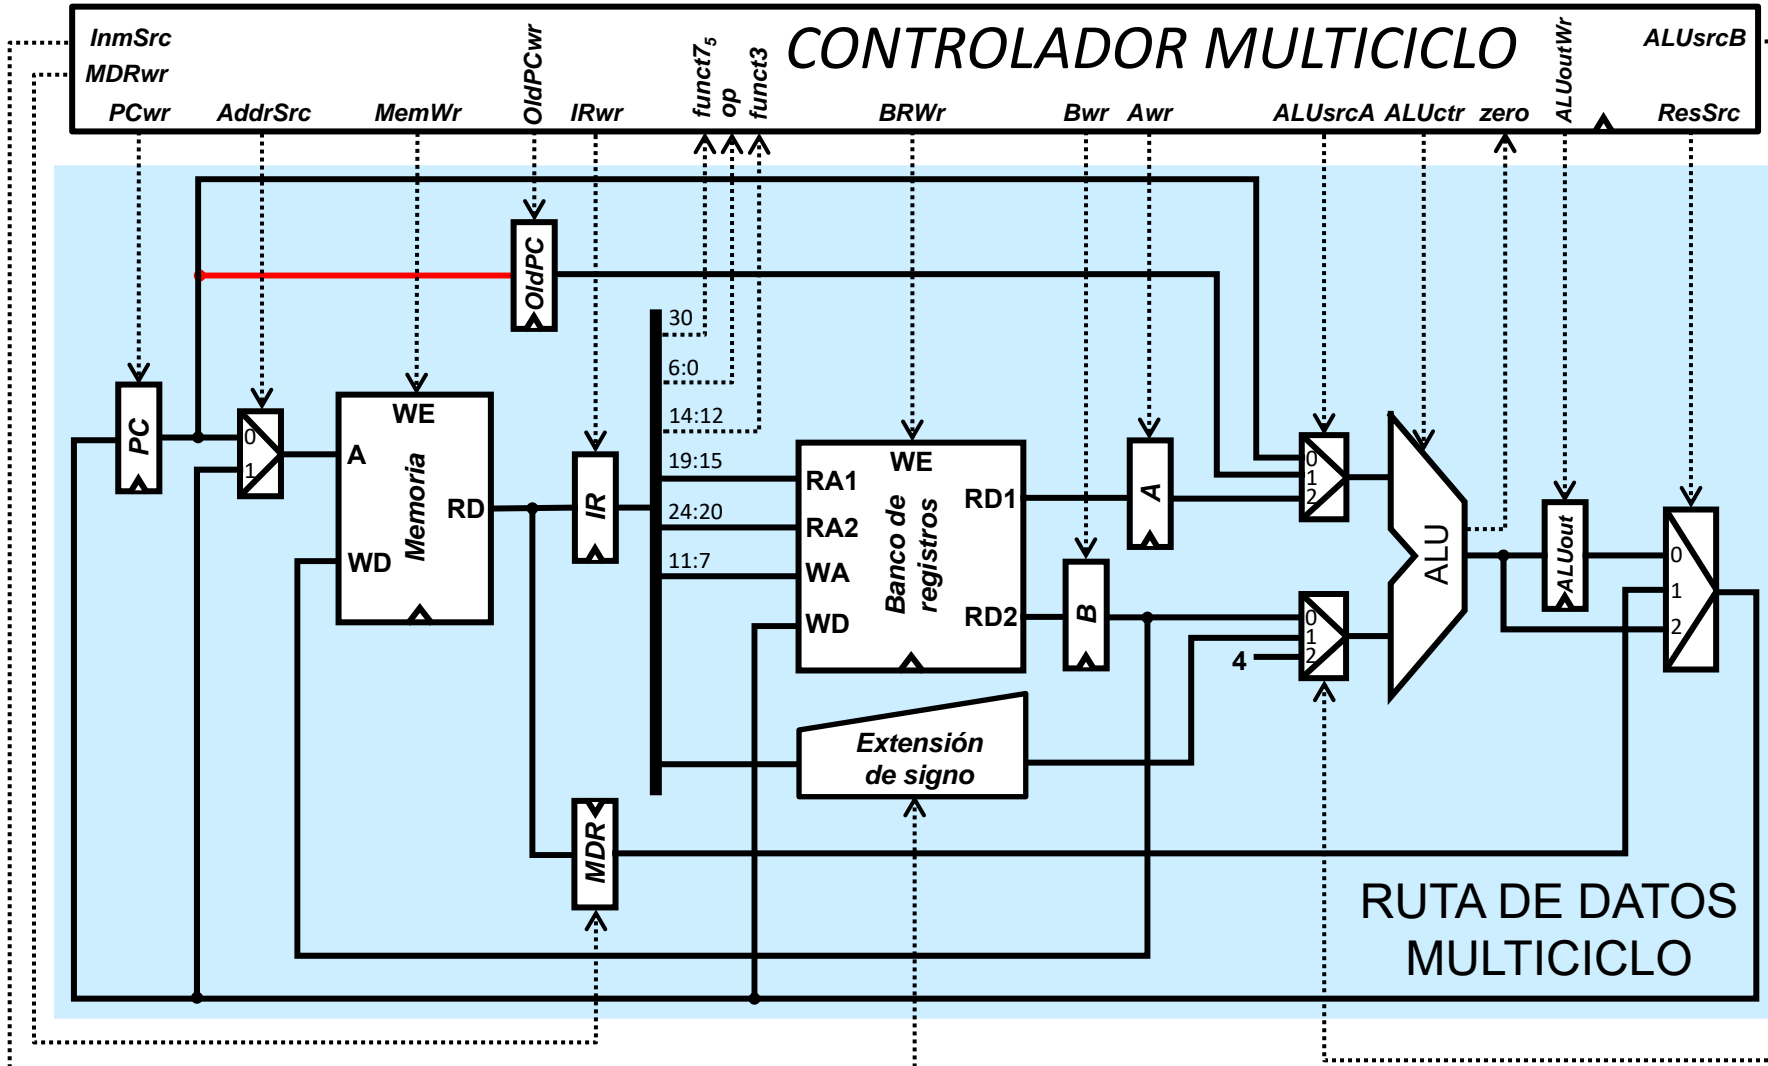 CONTROLADOR MULTICICLO
InmSrc
MDRwr
PCwr
AddrSrc
MemWr
OldPCwr
IRwr
funct7₅
op
funct3
BRWr
Bwr
Awr
ALUsrcA
ALUctr
zero
ALUoutWr
ALUsrcB
ResSrc
OldPC
30
6:0
14:12
19:15
24:20
11:7
PC
0
1
WE
A
Memoria
RD
WD
IR
WE
RA1
RA2
WA
WD
Banco de
registros
RD1
RD2
A
B
0
1
2
0
1
2
4
ALU
ALUout
0
1
2
Extensión
de signo
MDR
RUTA DE DATOS
MULTICICLO